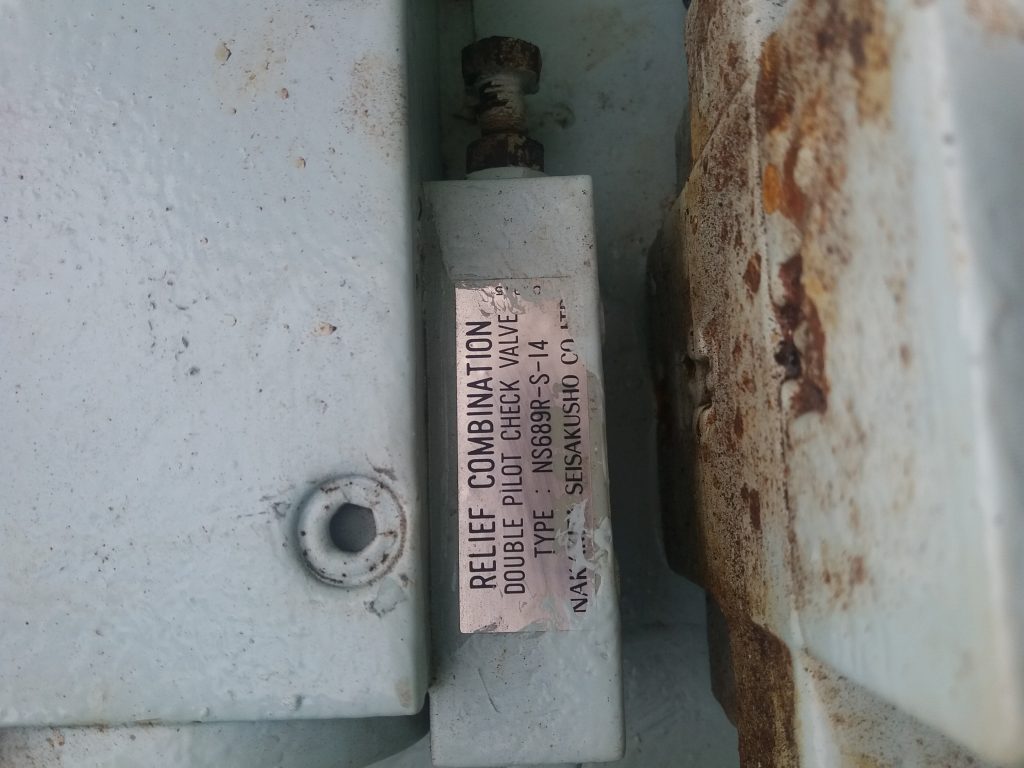 RELIEF COMBINATION
DOUBLE PILOT CHECK VALVE
TYPE : NS689R-S-14
SEISAKUSHO CO LTD